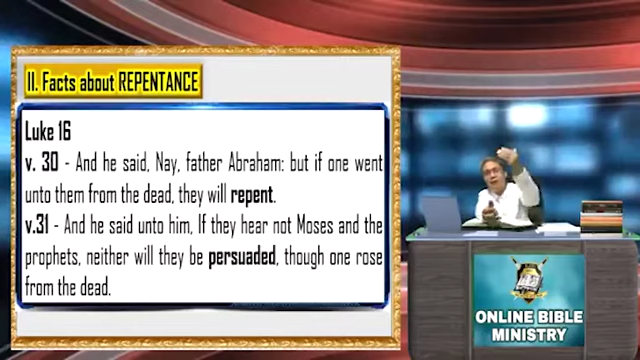 II. Facts about REPENTANCE
Luke 16
v. 30 - And he said, Nay, father Abraham: but if one went
unto them from the dead, they will repent.
v.31 - And he said unto him, If they hear not Moses and the
prophets, neither will they be persuaded, though one rose
from the dead.
ONLINE BIBLE
MINISTRY